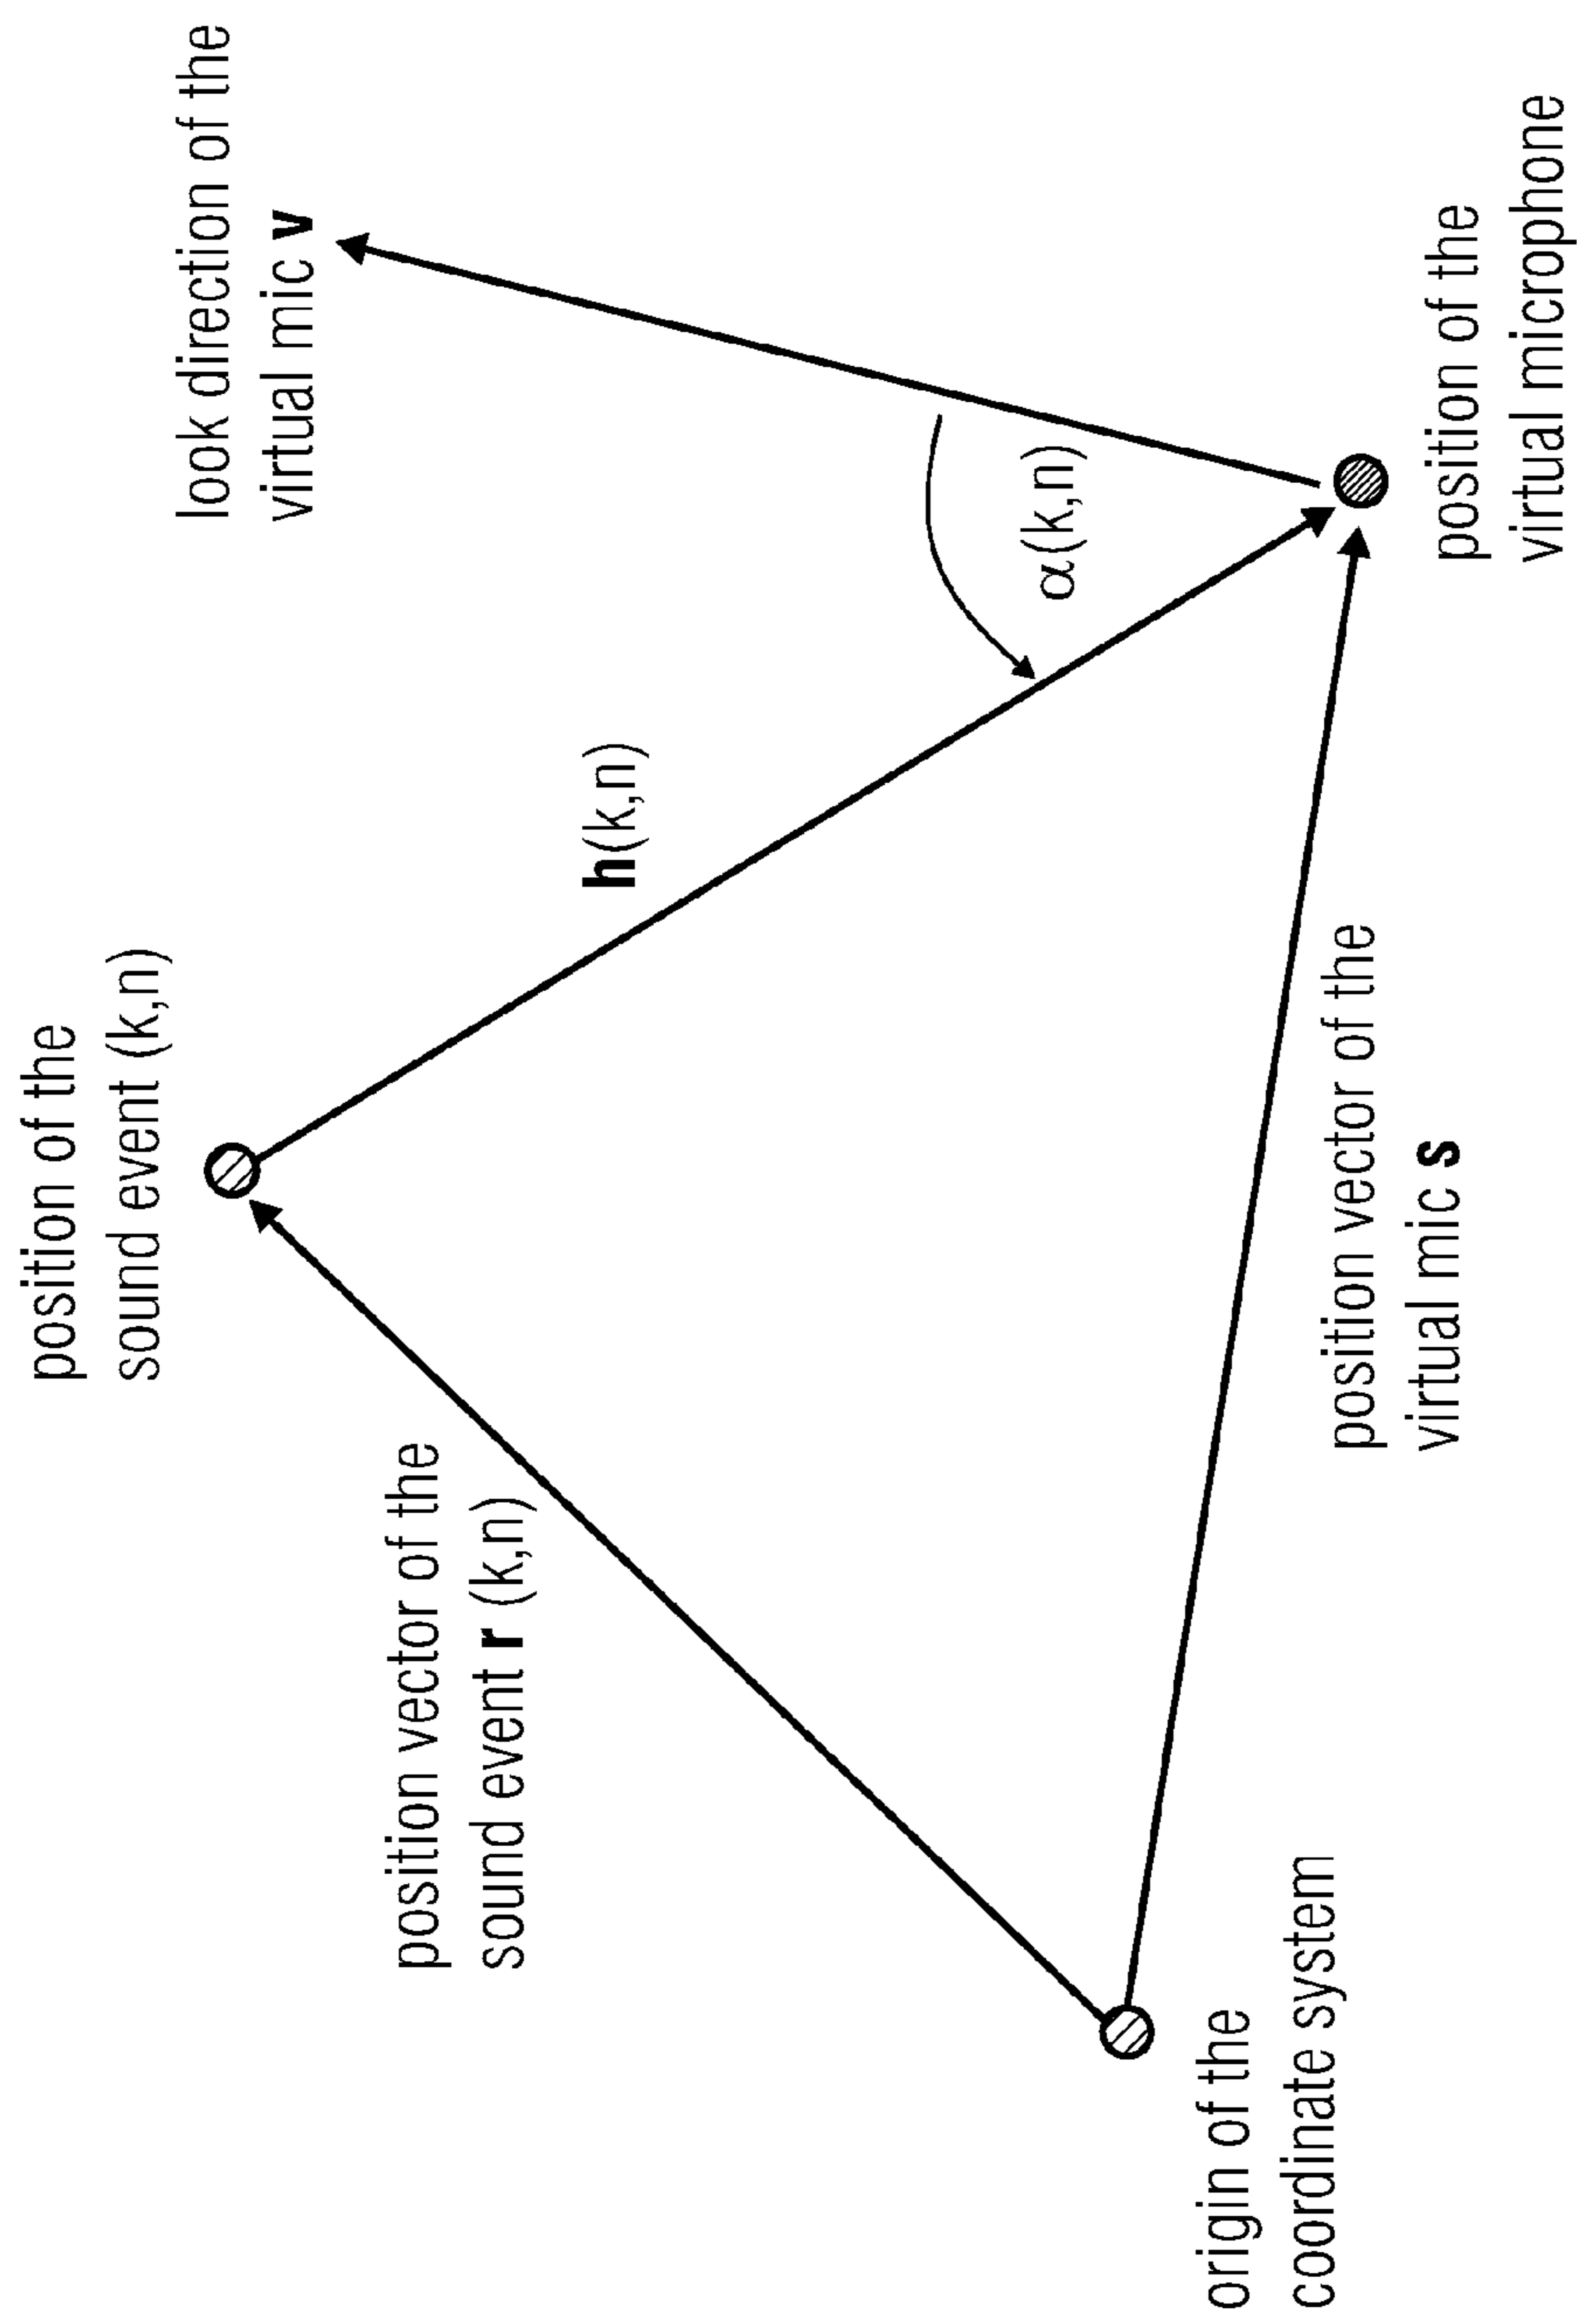 look direction of the
virtual mic v
position of the
sound event (k,n)
h(k,n)
α(k,n)
position vector of the
sound event r (k,n)
position of the
virtual microphone
position vector of the
virtual mic s
origin of the
coordinate system